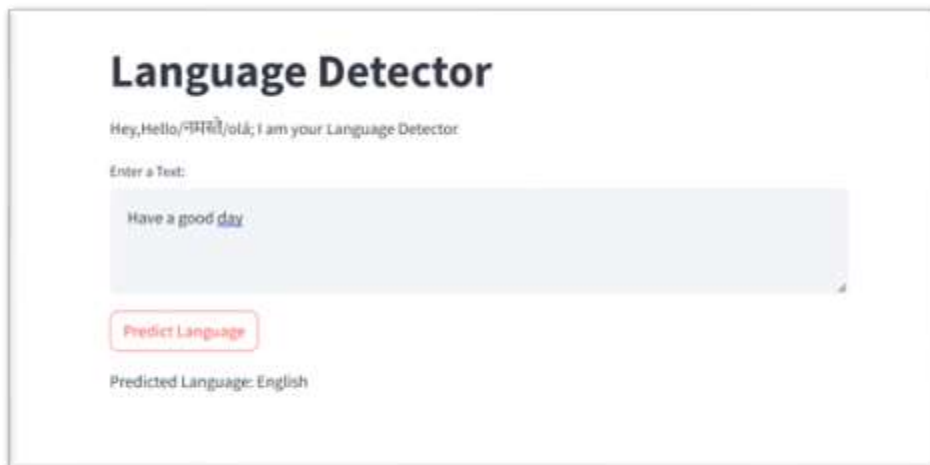 Language Detector
Hey,Hello/नमस्ते/olá; I am your Language Detector
Enter a Text:
Have a good day
Predict Language
Predicted Language: English